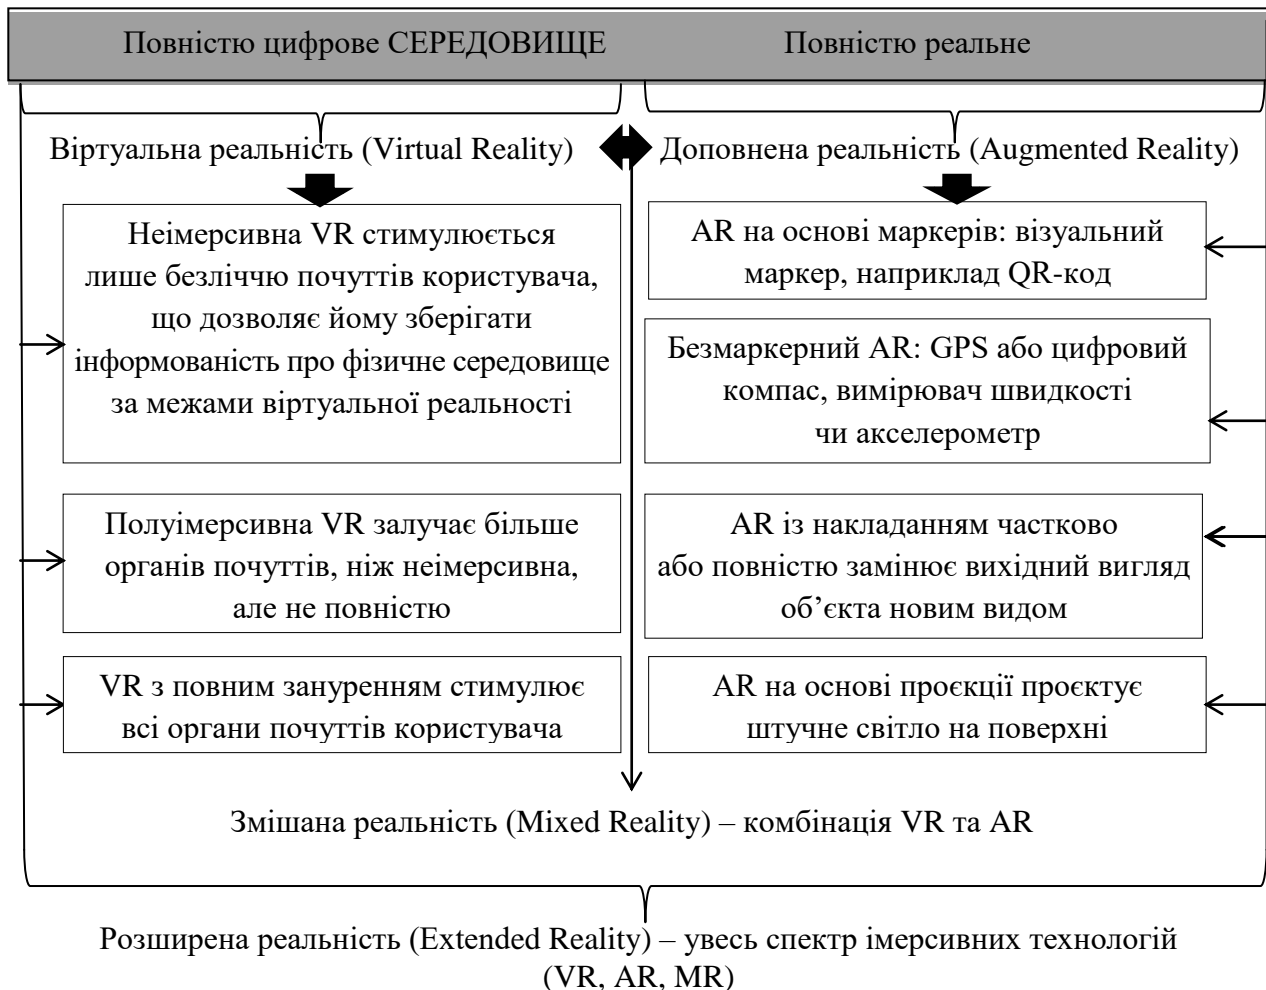 Повністю цифрове СЕРЕДОВИЩЕ
Повністю реальне
Віртуальна реальність (Virtual Reality)
Доповнена реальність (Augmented Reality)
Неімерсивна VR стимулюється
лише безліччю почуттів користувача,
що дозволяє йому зберігати
інформованість про фізичне середовище
за межами віртуальної реальності
Полуімерсивна VR залучає більше
органів почуттів, ніж неімерсивна,
але не повністю
VR з повним зануренням стимулює
всі органи почуттів користувача
AR на основі маркерів: візуальний
маркер, наприклад QR-код
Безмаркерний AR: GPS або цифровий
компас, вимірювач швидкості
чи акселерометр
AR із накладанням частково
або повністю замінює вихідний вигляд
об’єкта новим видом
AR на основі проєкції проєктує
штучне світло на поверхні
Змішана реальність (Mixed Reality) – комбінація VR та AR
Розширена реальність (Extended Reality) – увесь спектр імерсивних технологій
(VR, AR, MR)